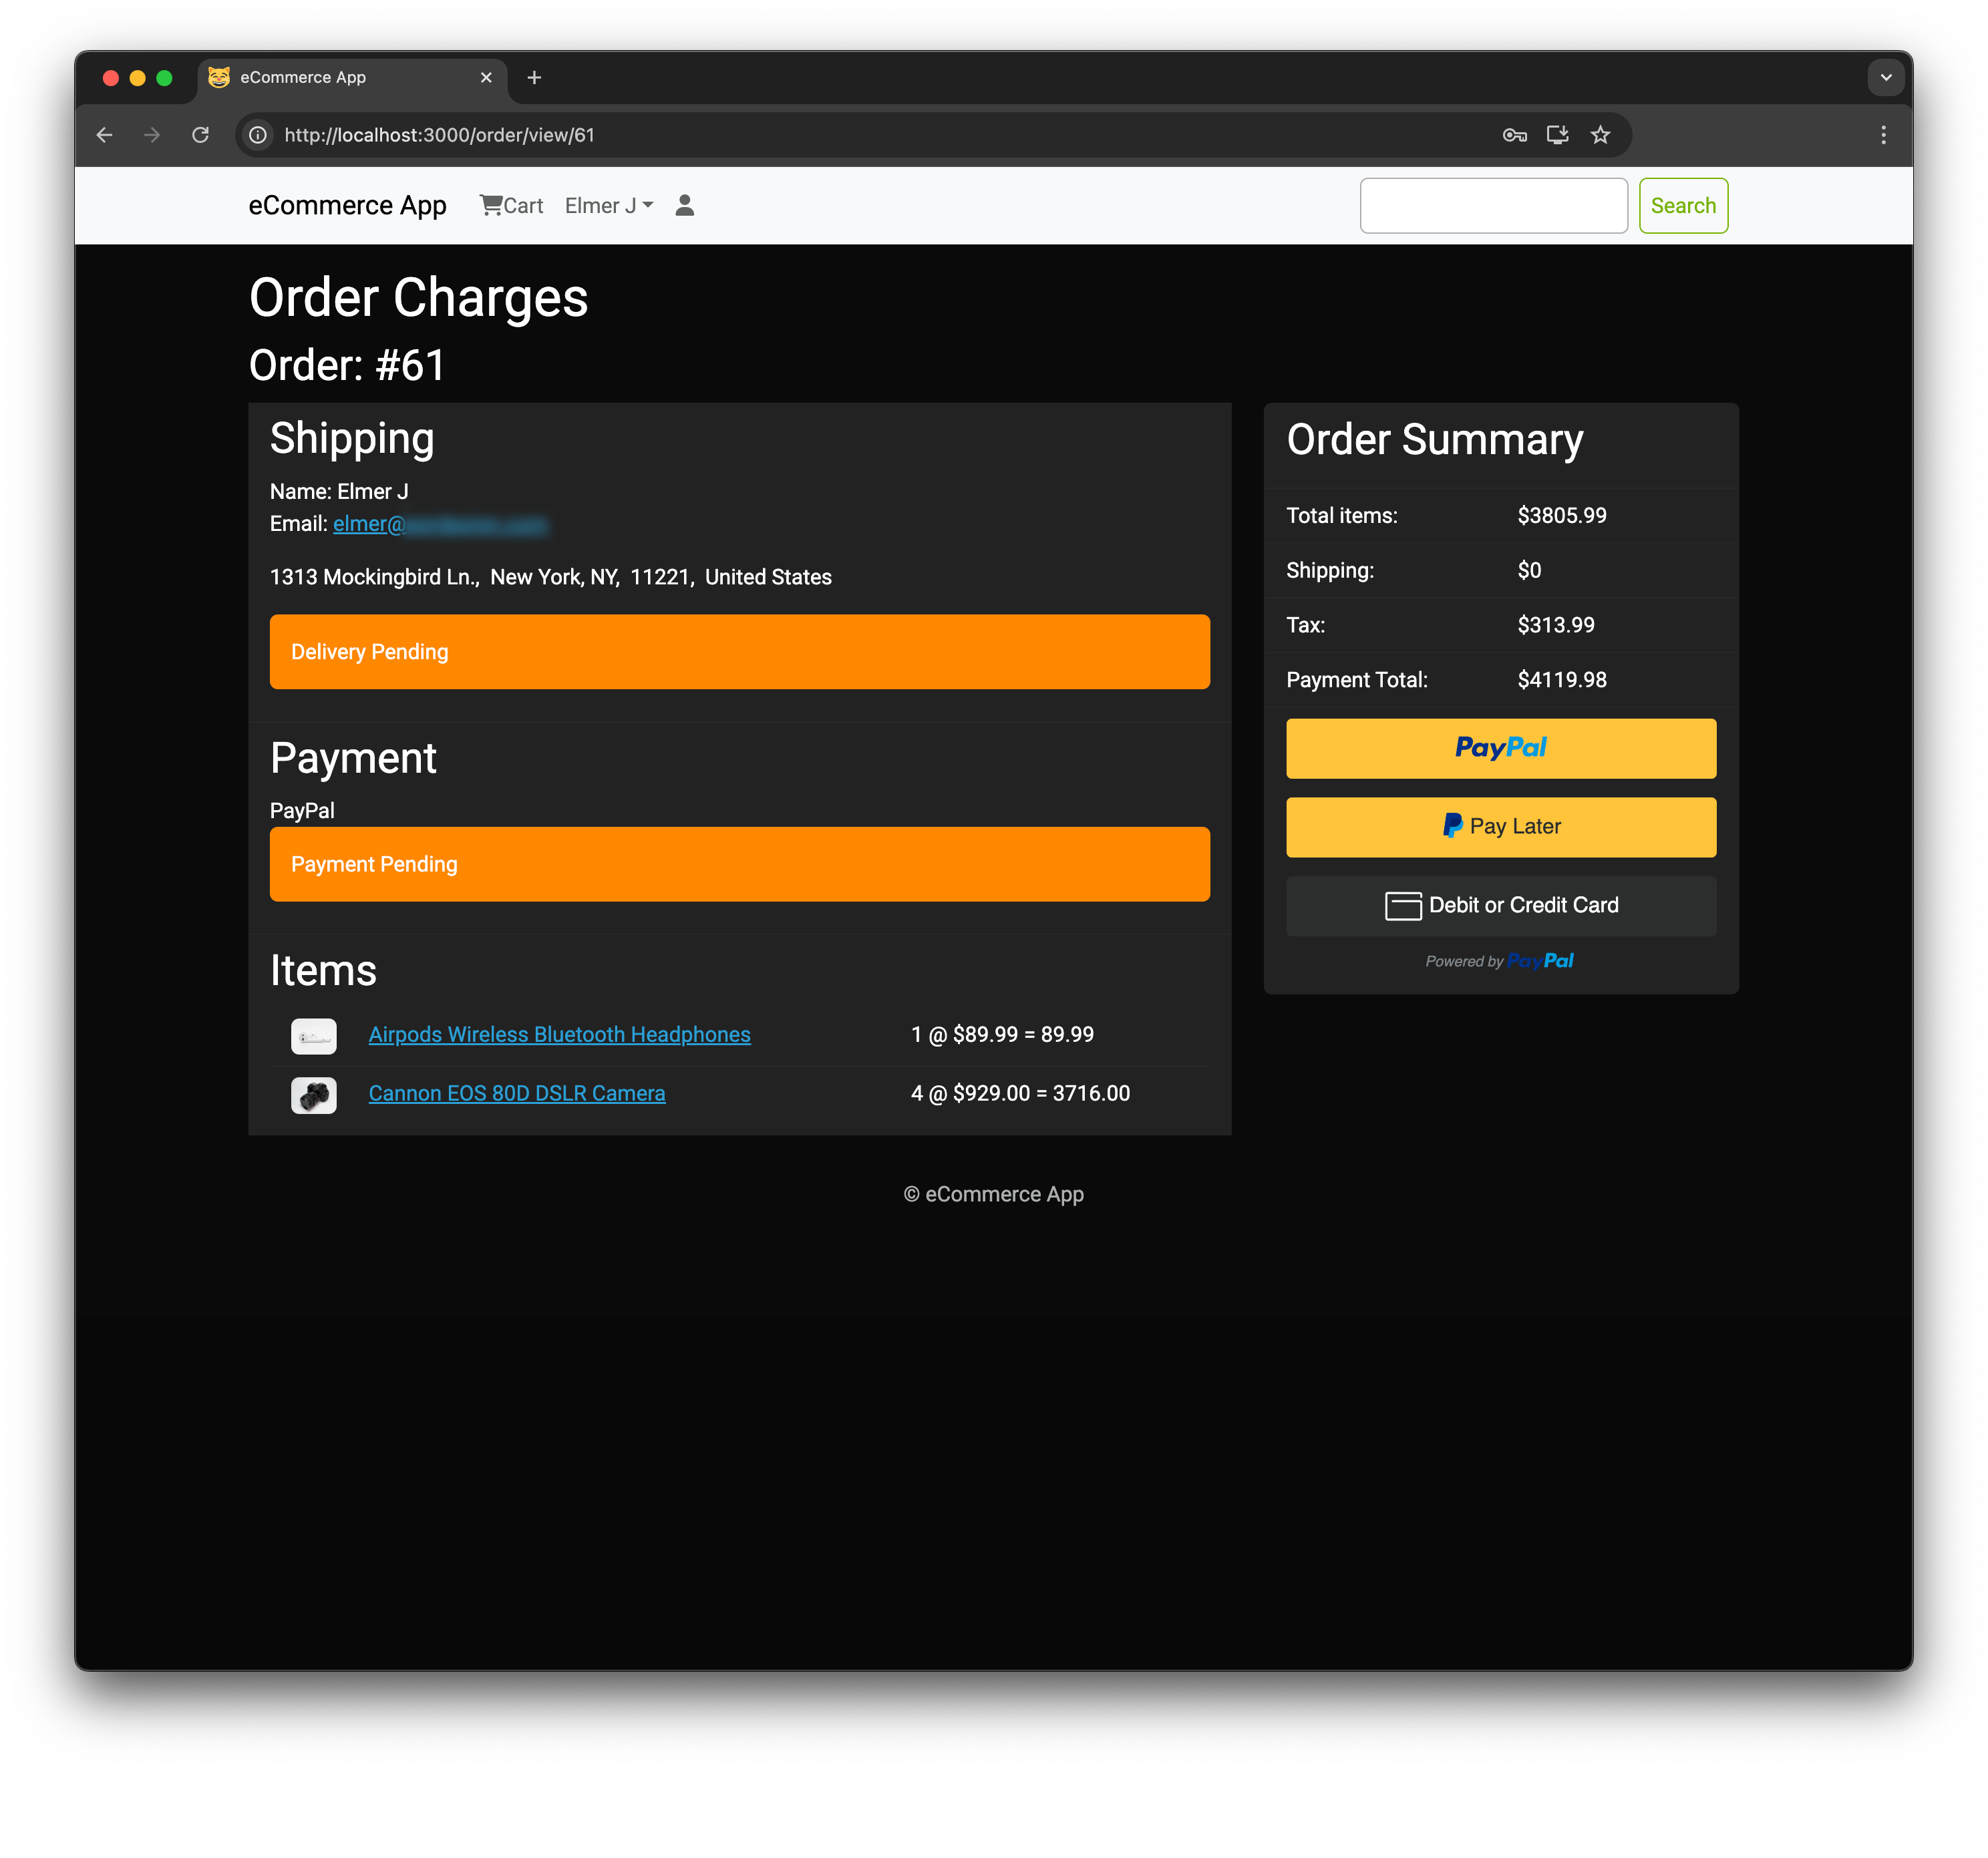 eCommerce App
http://localhost:3000/order/view/61
eCommerce App Cart Elmer J Search
Order Charges
Order: #61
Shipping
Name: Elmer J
Email: elmer@
1313 Mockingbird Ln., New York, NY, 11221, United States
Delivery Pending
Payment
PayPal
Payment Pending
Items
Airpods Wireless Bluetooth Headphones 1 @ $89.99 = 89.99
Cannon EOS 80D DSLR Camera 4 @ $929.00 = 3716.00
Order Summary
Total items: $3805.99
Shipping: $0
Tax: $313.99
Payment Total: $4119.98
PayPal
Pay Later
Debit or Credit Card
Powered by PayPal
© eCommerce App